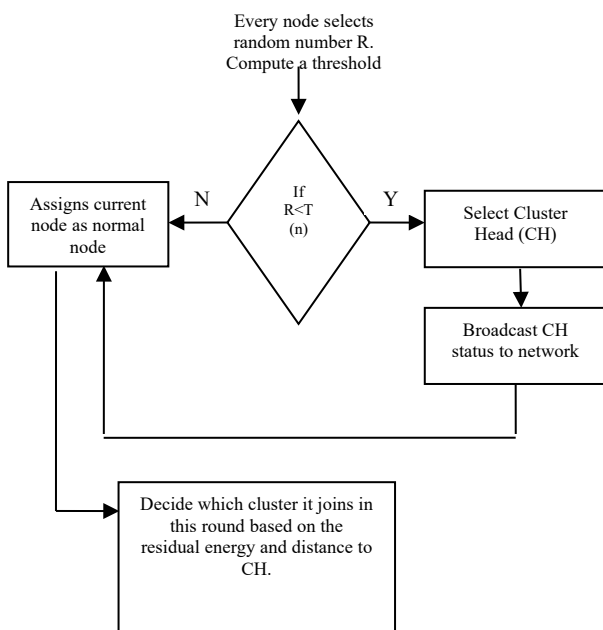 Every node selects
random number R.
Compute a threshold
If
R<T
(n)
N
Y
Assigns current
node as normal
node
Select Cluster
Head (CH)
Broadcast CH
status to network
Decide which cluster it joins in
this round based on the
residual energy and distance to
CH.